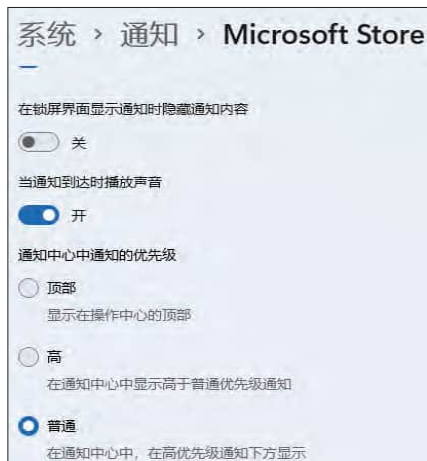 系统 › 通知 › Microsoft Store
在锁屏界面显示通知时隐藏通知内容
关
当通知到达时播放声音
开
通知中心中通知的优先级
顶部
显示在操作中心的顶部
高
在通知中心中显示高于普通优先级通知
普通
在通知中心中，在高优先级通知下方显示